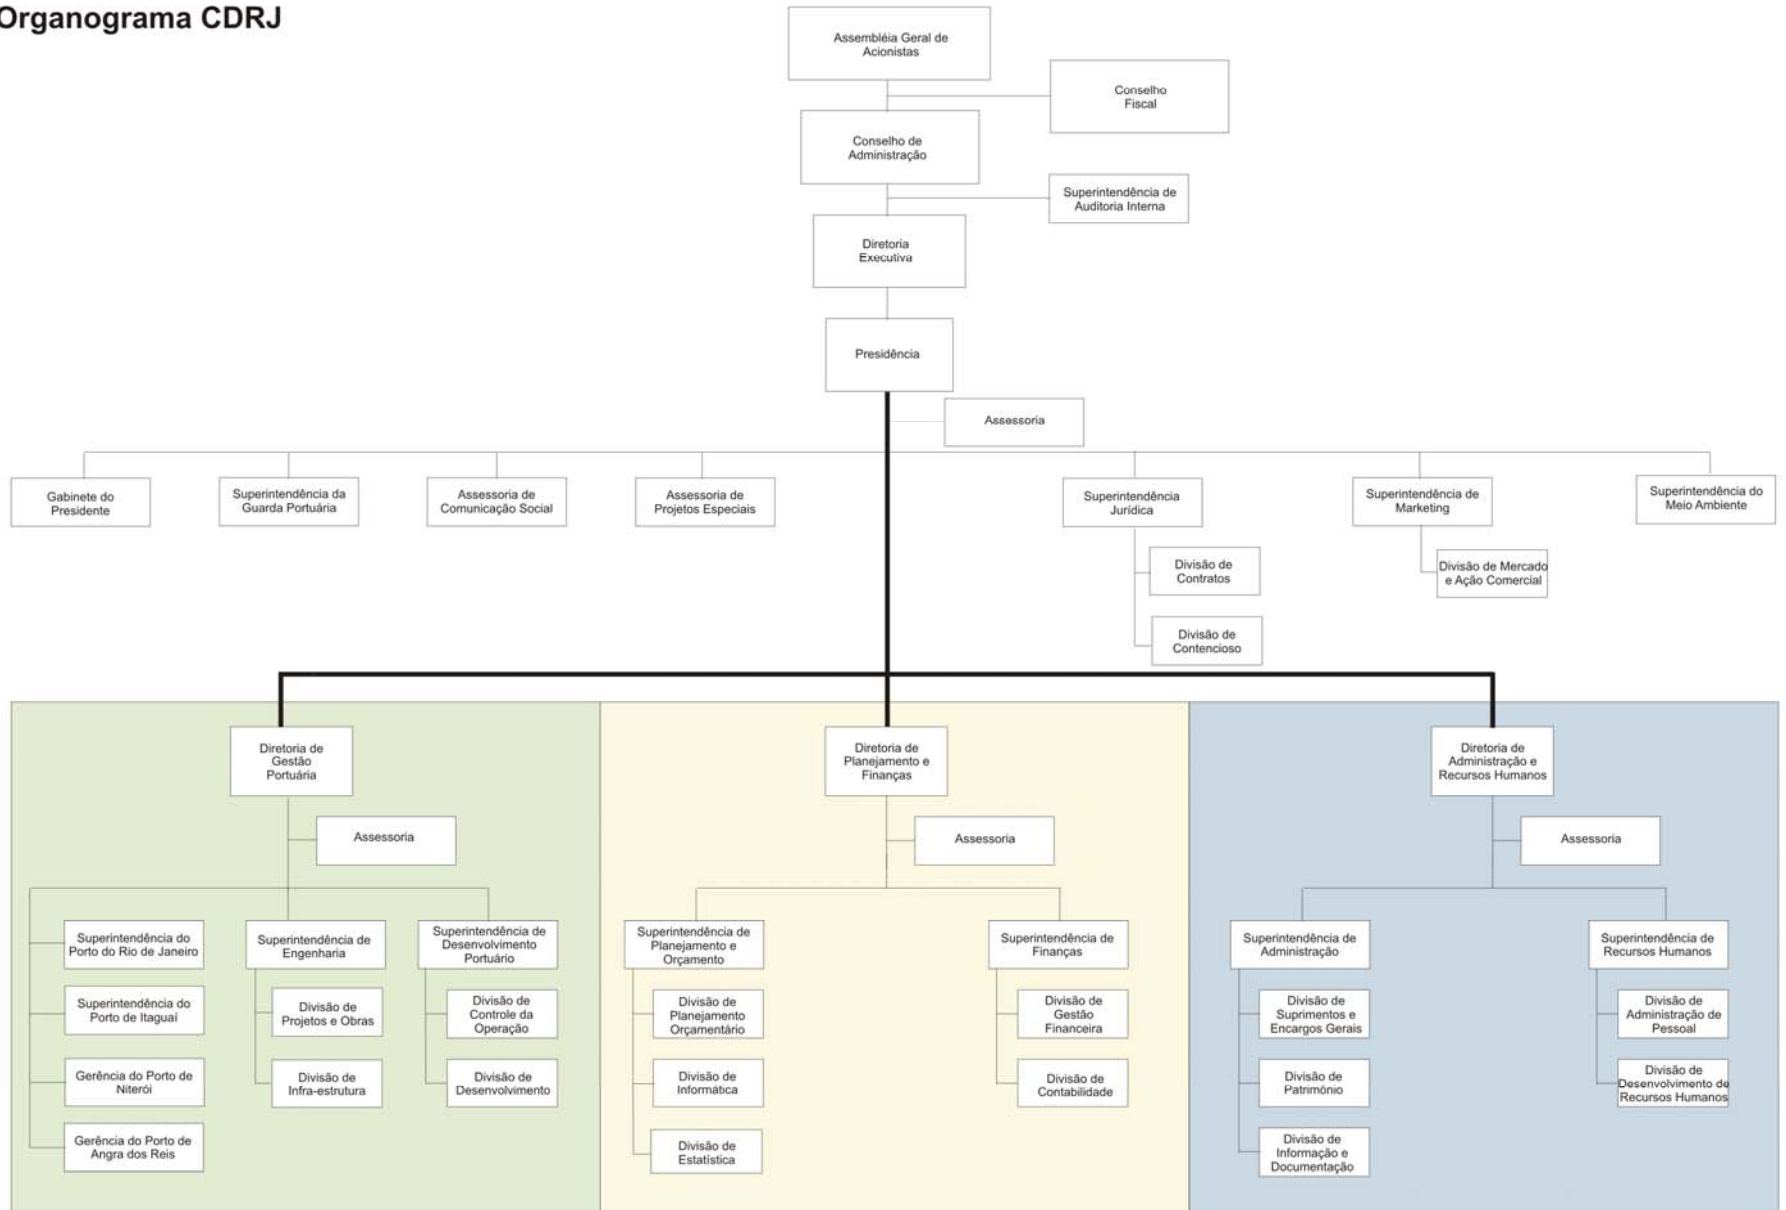 Organograma CDRJ
Assembléia Geral de
Acionistas
Conselho
Fiscal
Conselho de
Administração
Superintendência de
Auditoria Interna
Diretoria
Executiva
Presidência
Assessoria
Gabinete do
Presidente
Superintendência da
Guarda Portuária
Assessoria de
Comunicação Social
Assessoria de
Projetos Especiais
Superintendência
Jurídica
Superintendência de
Marketing
Superintendência do
Meio Ambiente
Divisão de
Contratos
Divisão de Mercado
e Ação Comercial
Divisão de
Contencioso
Diretoria de
Gestão
Portuária
Assessoria
Superintendência do
Porto do Rio de Janeiro
Superintendência do
Porto de Itaguaí
Gerência do Porto de
Niterói
Gerência do Porto de
Angra dos Reis
Superintendência de
Engenharia
Divisão de
Projetos e Obras
Divisão de
Infra-estrutura
Superintendência de
Desenvolvimento
Portuário
Divisão de
Controle da
Operação
Divisão de
Desenvolvimento
Diretoria de
Planejamento e
Finanças
Assessoria
Superintendência de
Planejamento e
Orçamento
Divisão de
Planejamento
Orçamentário
Divisão de
Informática
Divisão de
Estatística
Superintendência de
Finanças
Divisão de
Gestão
Financeira
Divisão de
Contabilidade
Diretoria de
Administração e
Recursos Humanos
Assessoria
Superintendência de
Administração
Divisão de
Suprimentos e
Encargos Gerais
Divisão de
Patrimônio
Divisão de
Informação e
Documentação
Superintendência de
Recursos Humanos
Divisão de
Administração de
Pessoal
Divisão de
Desenvolvimento de
Recursos Humanos